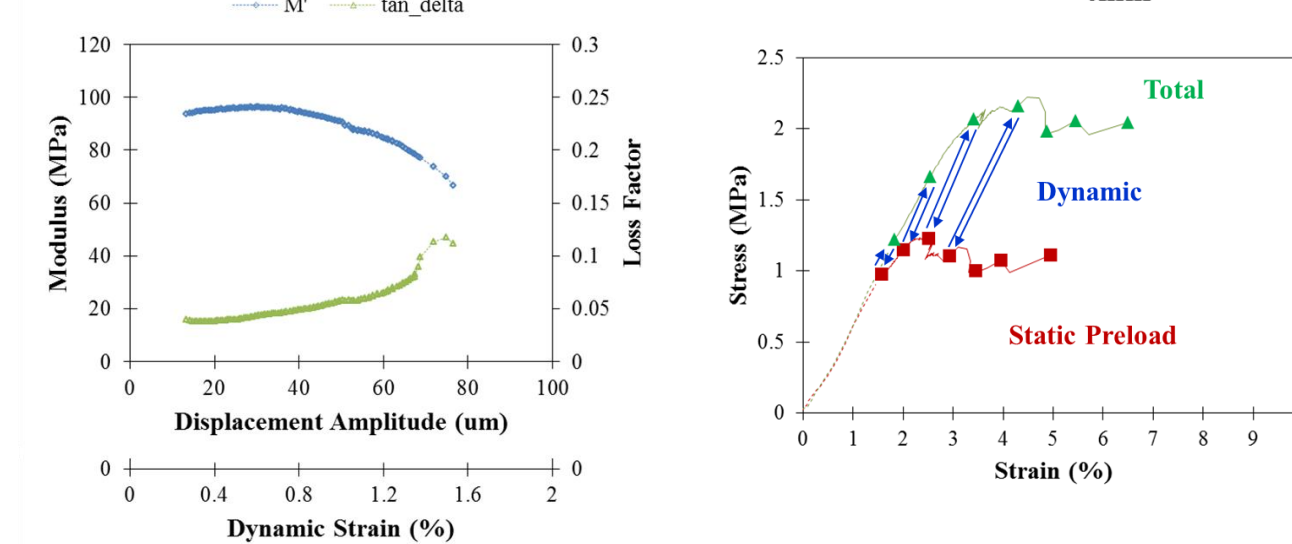 M' tan_delta
120
100
80
60
40
20
0
Modulus (MPa)
0.3
0.25
0.2
0.15
0.1
0.05
0
Loss Factor
0 20 40 60 80 100
Displacement Amplitude (um)
0 0
0 0.4 0.8 1.2 1.6 2
Dynamic Strain (%)
2.5
2
1.5
1
0.5
0
Stress (MPa)
Total
Dynamic
Static Preload
0 1 2 3 4 5 6 7 8 9
Strain (%)